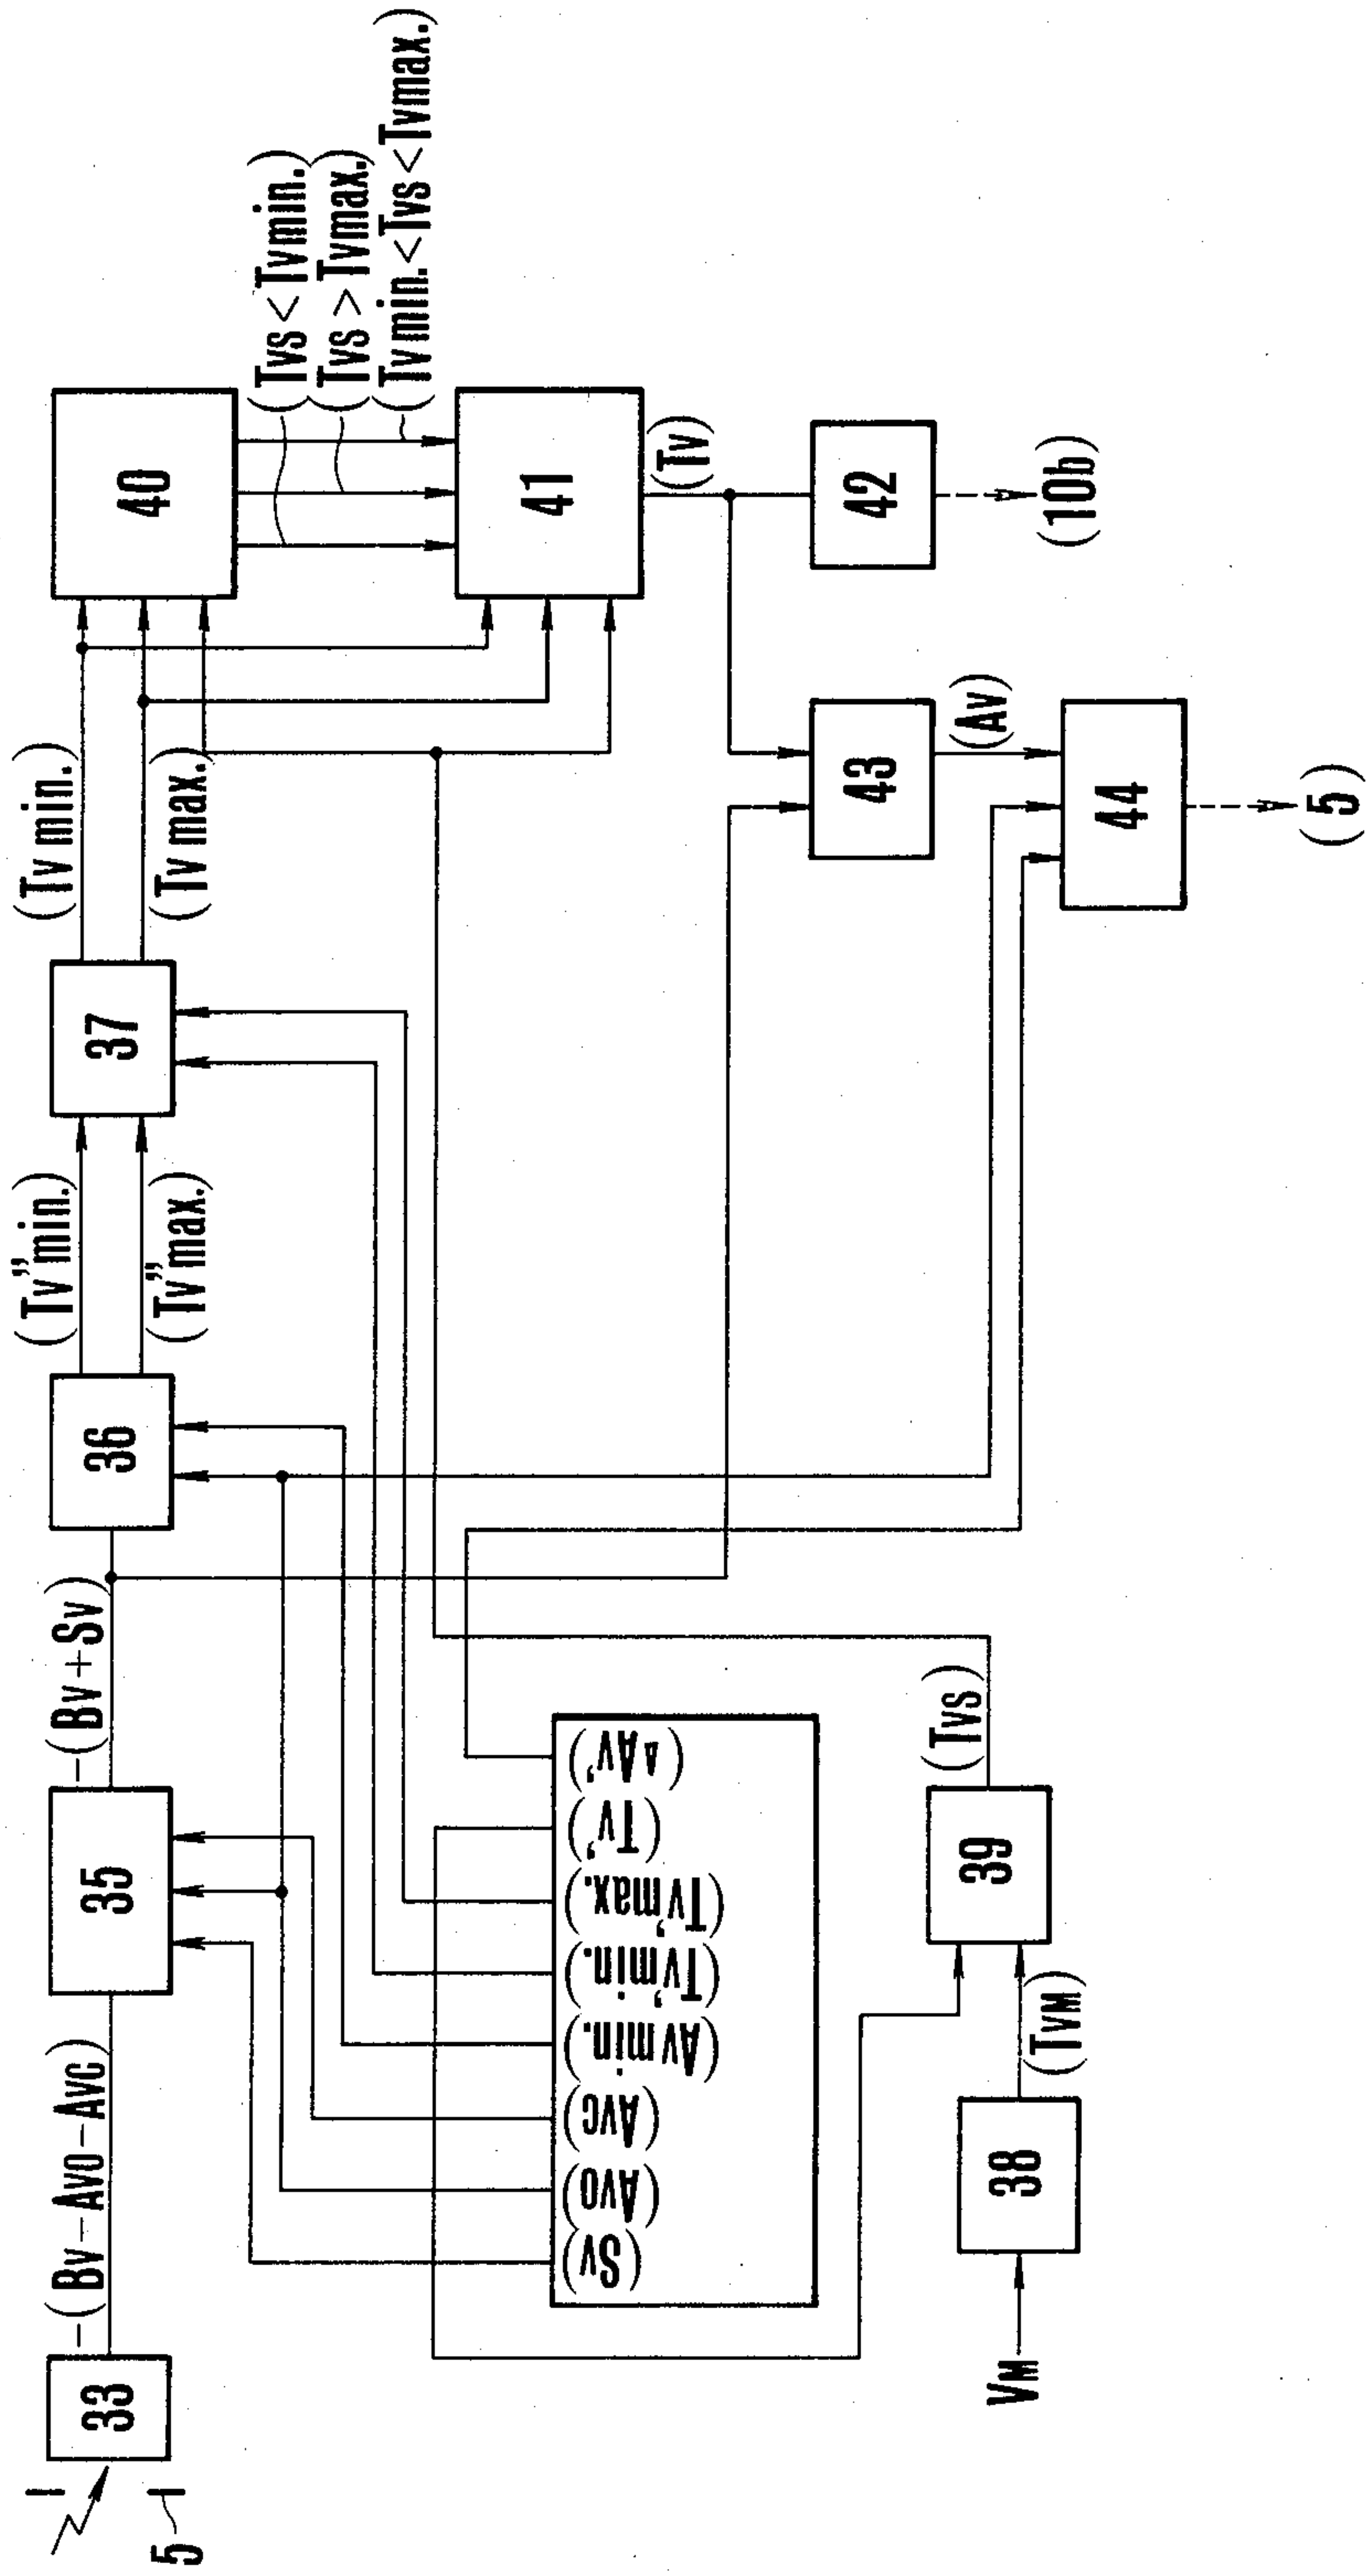 5
33
-(Bv-Avo-Avc)
35
-(Bv+Sv)
36
(Tv"min.)
(Tv"max.)
37
(Tv min.)
(Tv max.)
40
(Tvs<Tvmin.)
(Tvs>Tvmax.)
(Tvmin.<Tvs<Tvmax.)
41
(Tv)
42
(10b)
43
(Av)
44
(5)
(Sv)
(Avo)
(Avc)
(Avmin.)
(Tv'min.)
(Tv'max.)
(Tv')
(ΔAv')
VM
38
(TVM)
39
(Tvs)